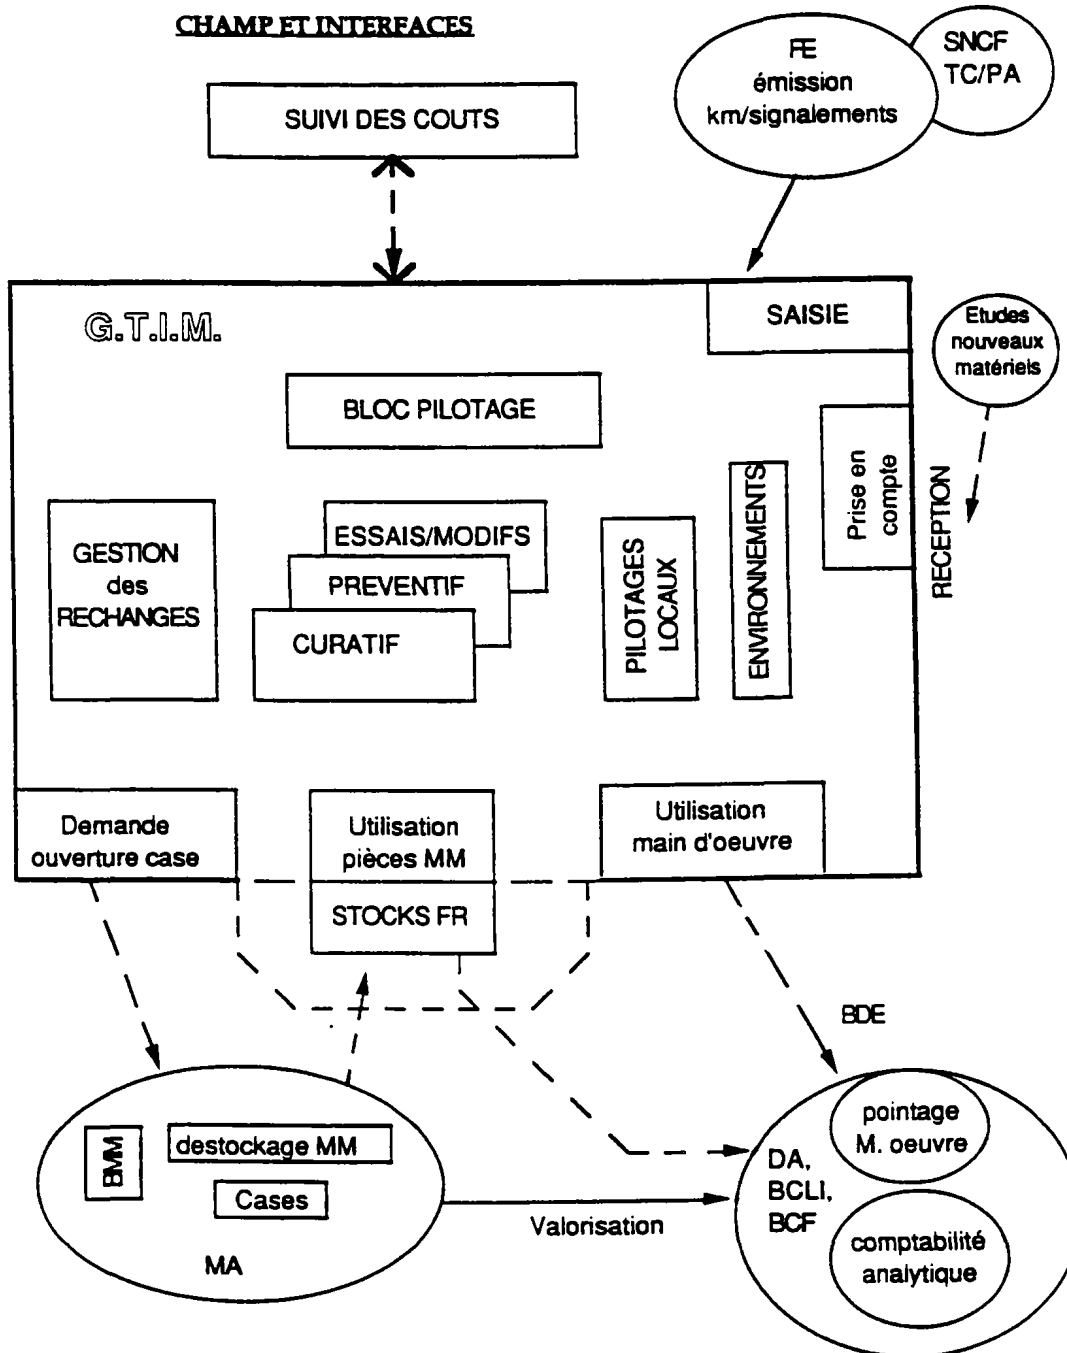 CHAMP ET INTERFACES
FE
émission
km/signalements
SNCF
TC/PA
SUIVI DES COUTS
G.T.I.M.
SAISIE
Etudes
nouveaux
matériels
BLOC PILOTAGE
Prise en
compte
RECEPTION
GESTION
des
RECHANGES
ESSAIS/MODIFS
PREVENTIF
CURATIF
PILOTAGES
LOCAUX
ENVIRONNEMENTS
Demande
ouverture case
Utilisation
pièces MM
Utilisation
main d'oeuvre
STOCKS FR
BDE
BMM
destockage MM
Cases
MA
Valorisation
pointage
M. oeuvre
DA,
BCLI,
BCF
comptabilité
analytique